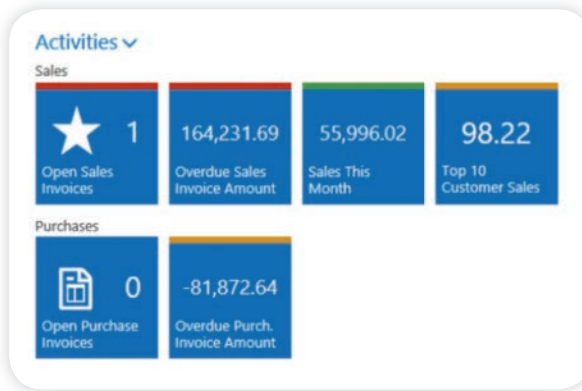 Activities
Sales
1
Open Sales
Invoices
164,231.69
Overdue Sales
Invoice Amount
55,996.02
Sales This
Month
98.22
Top 10
Customer Sales
Purchases
0
Open Purchase
Invoices
-81,872.64
Overdue Purch.
Invoice Amount